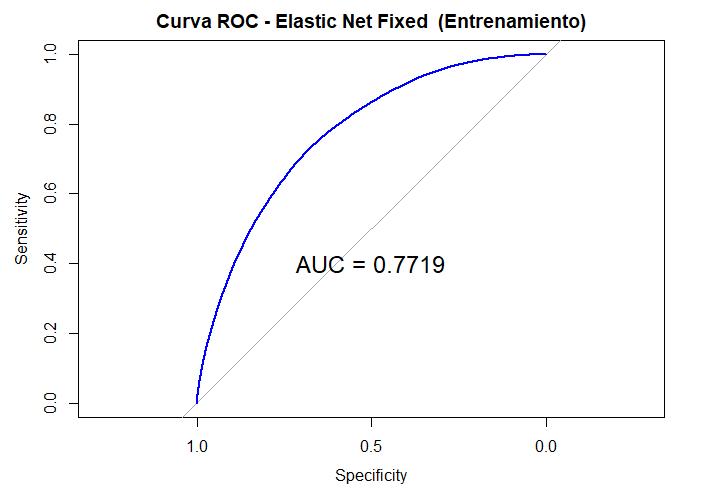 Curva ROC - Elastic Net Fixed  (Entrenamiento)
Sensitivity
1.0
0.8
0.6
0.4
0.2
0.0
AUC = 0.7719
1.0 0.5 0.0
Specificity